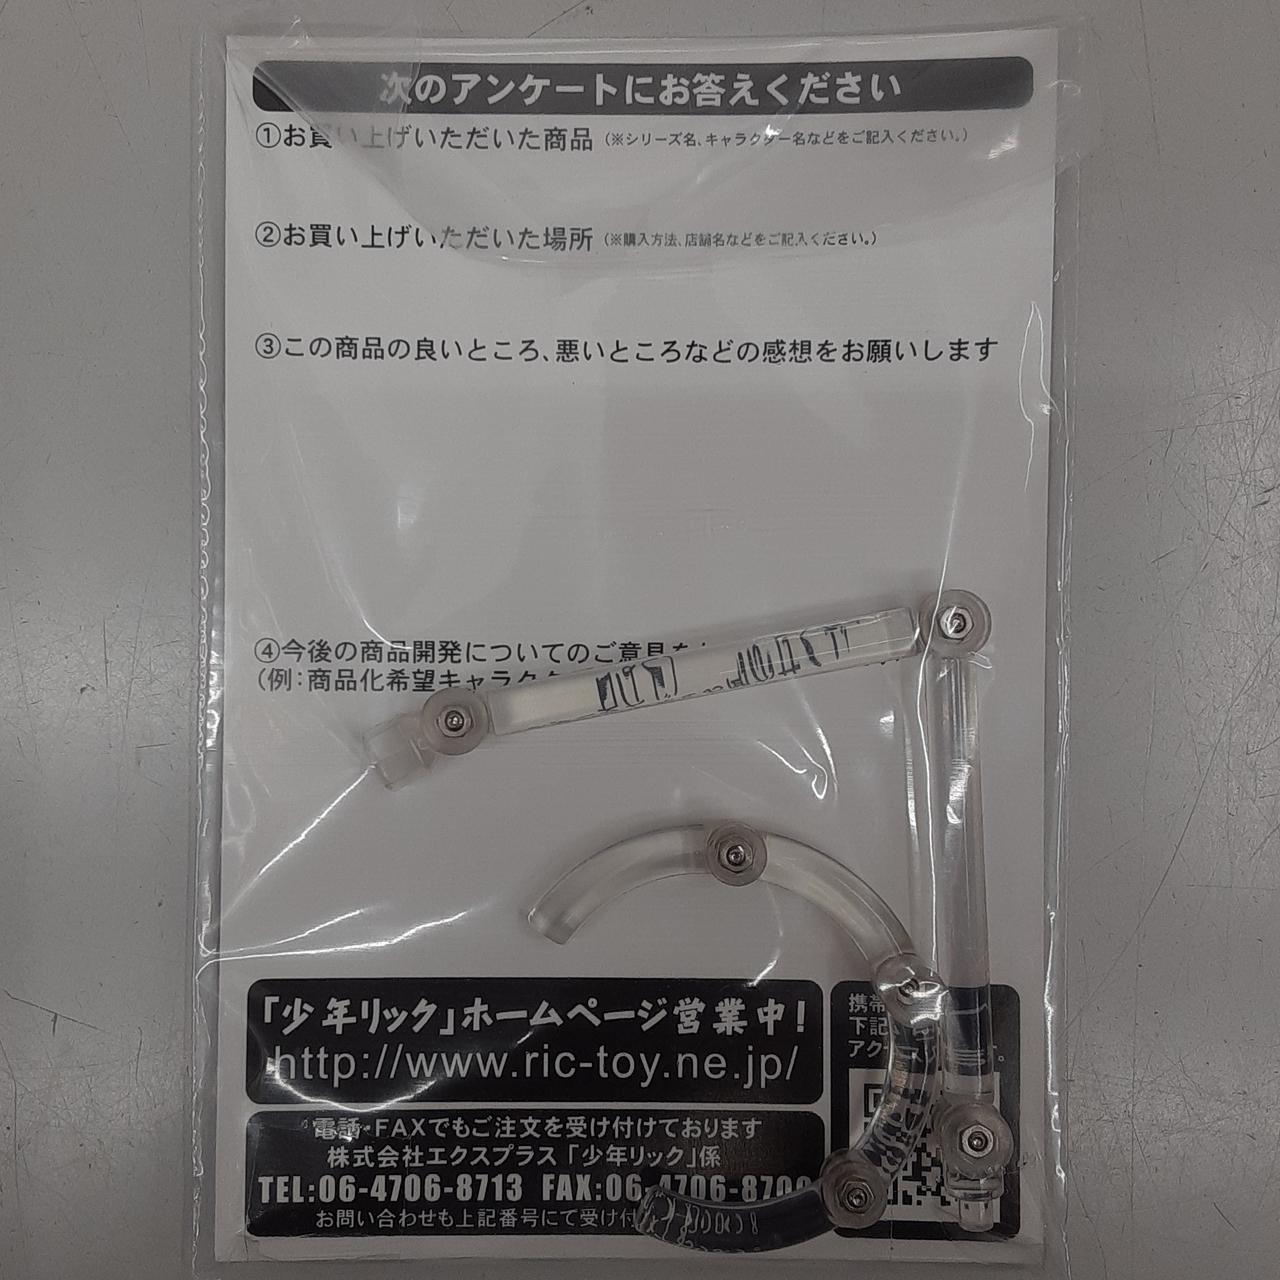 次のアンケートにお答えください
①お買い上げいただいた商品（※シリーズ名、キャラクター名などをご記入ください。）
②お買い上げいただいた場所（※購入方法、店舗名などをご記入ください。）
③この商品の良いところ、悪いところなどの感想をお願いします
④今後の商品開発についてのご意見を
（例：商品化希望キャラクタ
「少年リック」ホームページ営業中！
http://www.ric-toy.ne.jp/
電話・FAXでもご注文を受け付けております
株式会社エクスプラス「少年リック」係
TEL:06-4706-8713 FAX:06-4706-870
お問い合わせも上記番号にて受け付
携帯
下記
アク